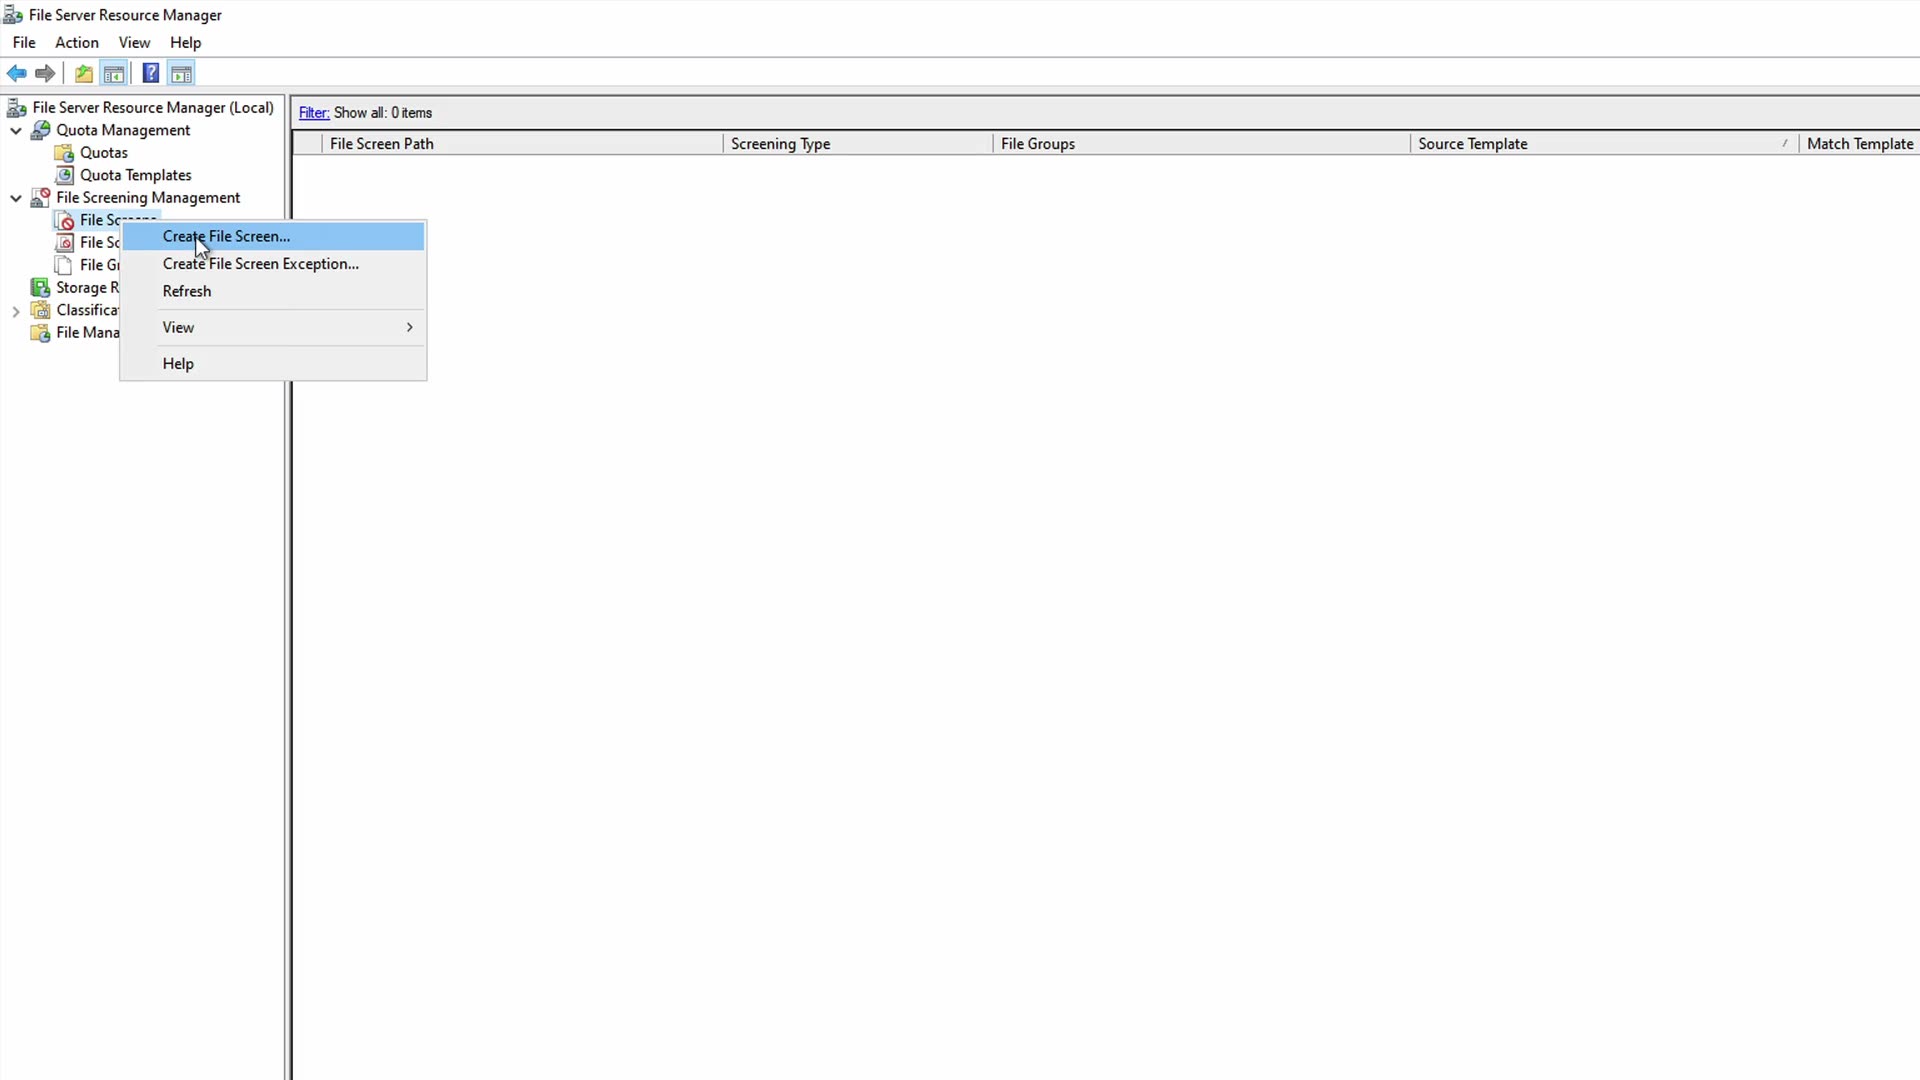 File Server Resource Manager
File Action View Help
?
File Server Resource Manager (Local)
Quota Management
Quotas
Quota Templates
File Screening Management
File Screens
File Sc
File Gr
Storage R
Classifica
File Mana
Create File Screen...
Create File Screen Exception...
Refresh
View
Help
Filter: Show all: 0 items
File Screen Path Screening Type File Groups Source Template Match Template